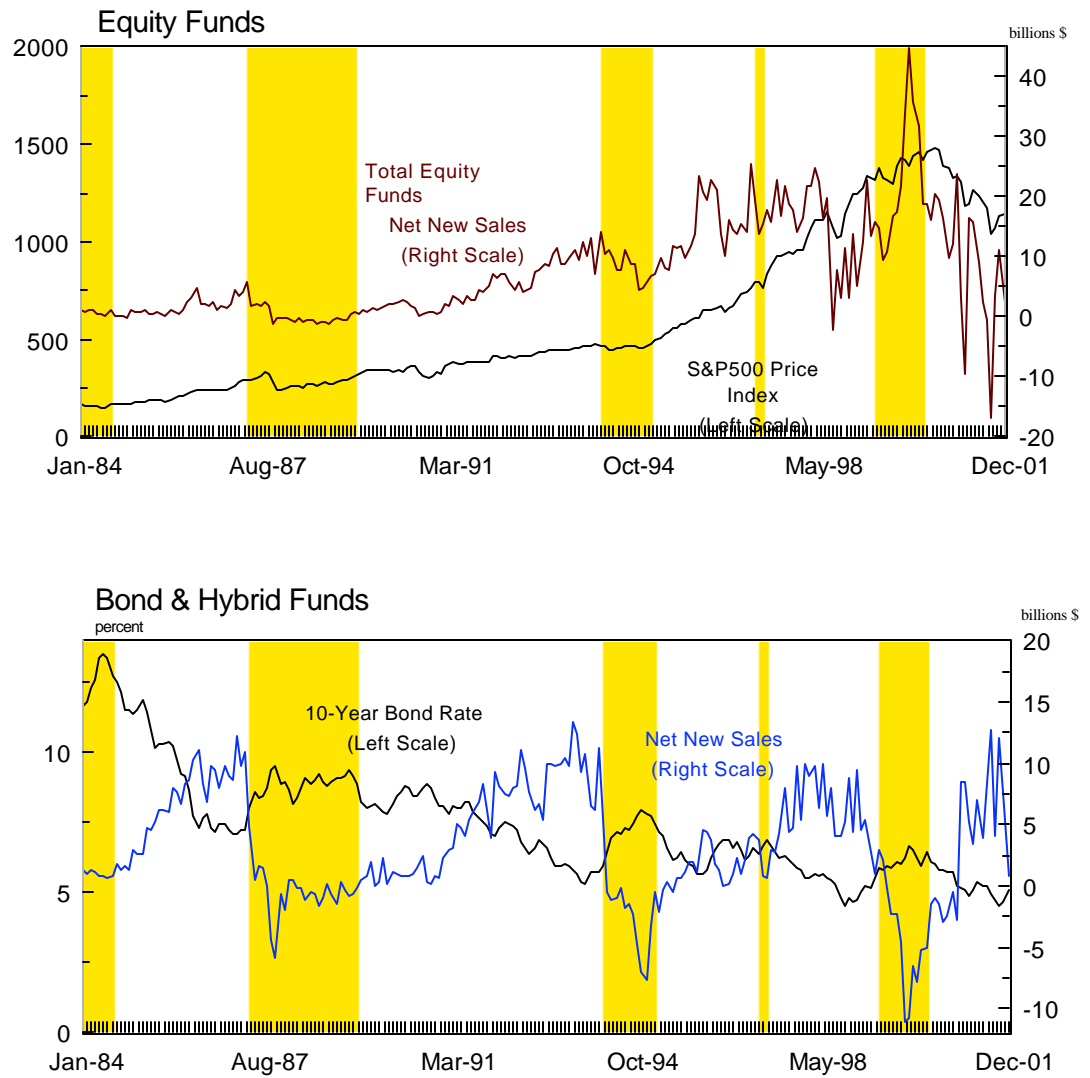 Equity Funds
billions $
2000
1500
1000
500
0
40
30
20
10
0
-10
-20
Total Equity
Funds
Net New Sales
(Right Scale)
S&P500 Price
Index
(Left Scale)
Jan-84
Aug-87
Mar-91
Oct-94
May-98
Dec-01
Bond & Hybrid Funds
percent
billions $
10
5
0
20
15
10
5
0
-5
-10
10-Year Bond Rate
(Left Scale)
Net New Sales
(Right Scale)
Jan-84
Aug-87
Mar-91
Oct-94
May-98
Dec-01